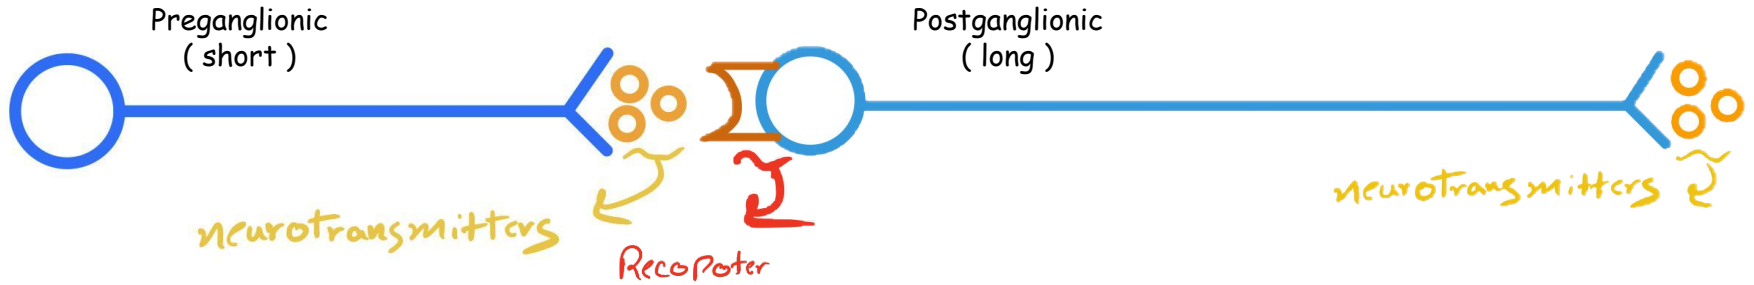 Preganglionic
( short )
Postganglionic
( long )
neurotransmitters
Recopoter
neurotransmitters